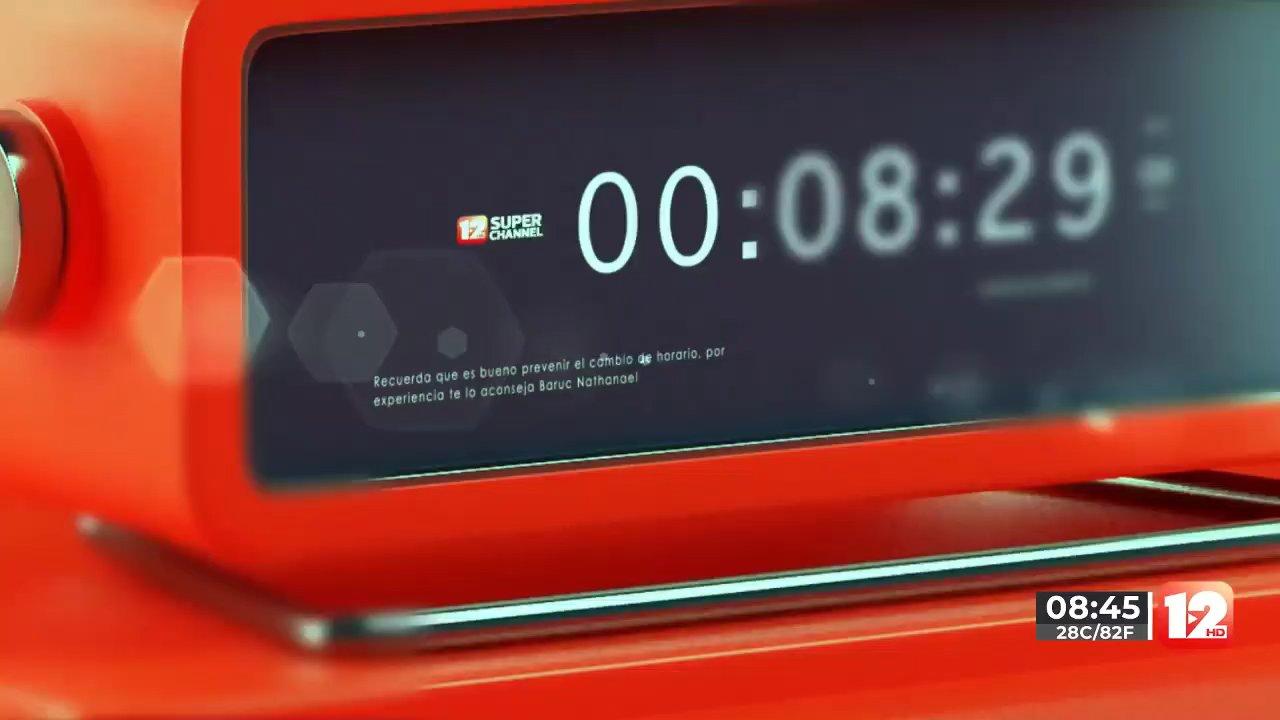 12 SUPER
CHANNEL
00:08:29
Recuerda que es bueno prevenir el cambio de horario, por
experiencia te lo aconseja Baruc Nathanael
08:45
28C/82F
12
HD